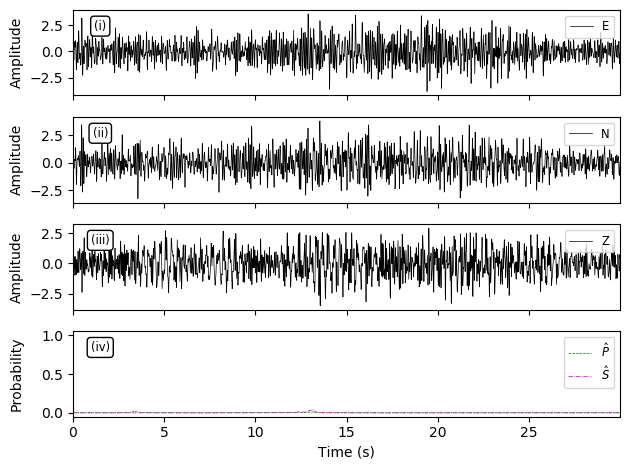 (i)
E
Amplitude
2.5
0.0
−2.5
(ii)
N
Amplitude
2.5
0.0
−2.5
(iii)
Z
Amplitude
2.5
0.0
−2.5
(iv)
P̂
Ŝ
Probability
1.0
0.5
0.0
0 5 10 15 20 25
Time (s)